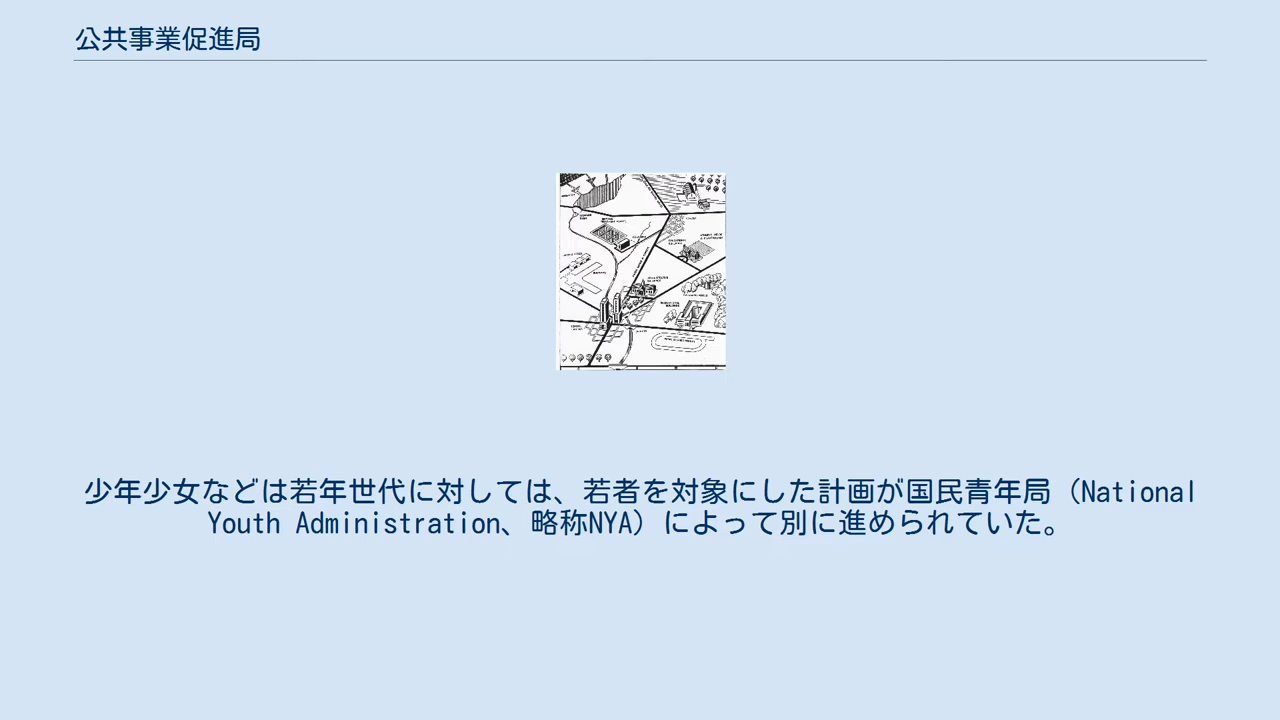 公共事業促進局
少年少女などは若年世代に対しては、若者を対象にした計画が国民青年局（National
Youth Administration、略称NYA）によって別に進められていた。